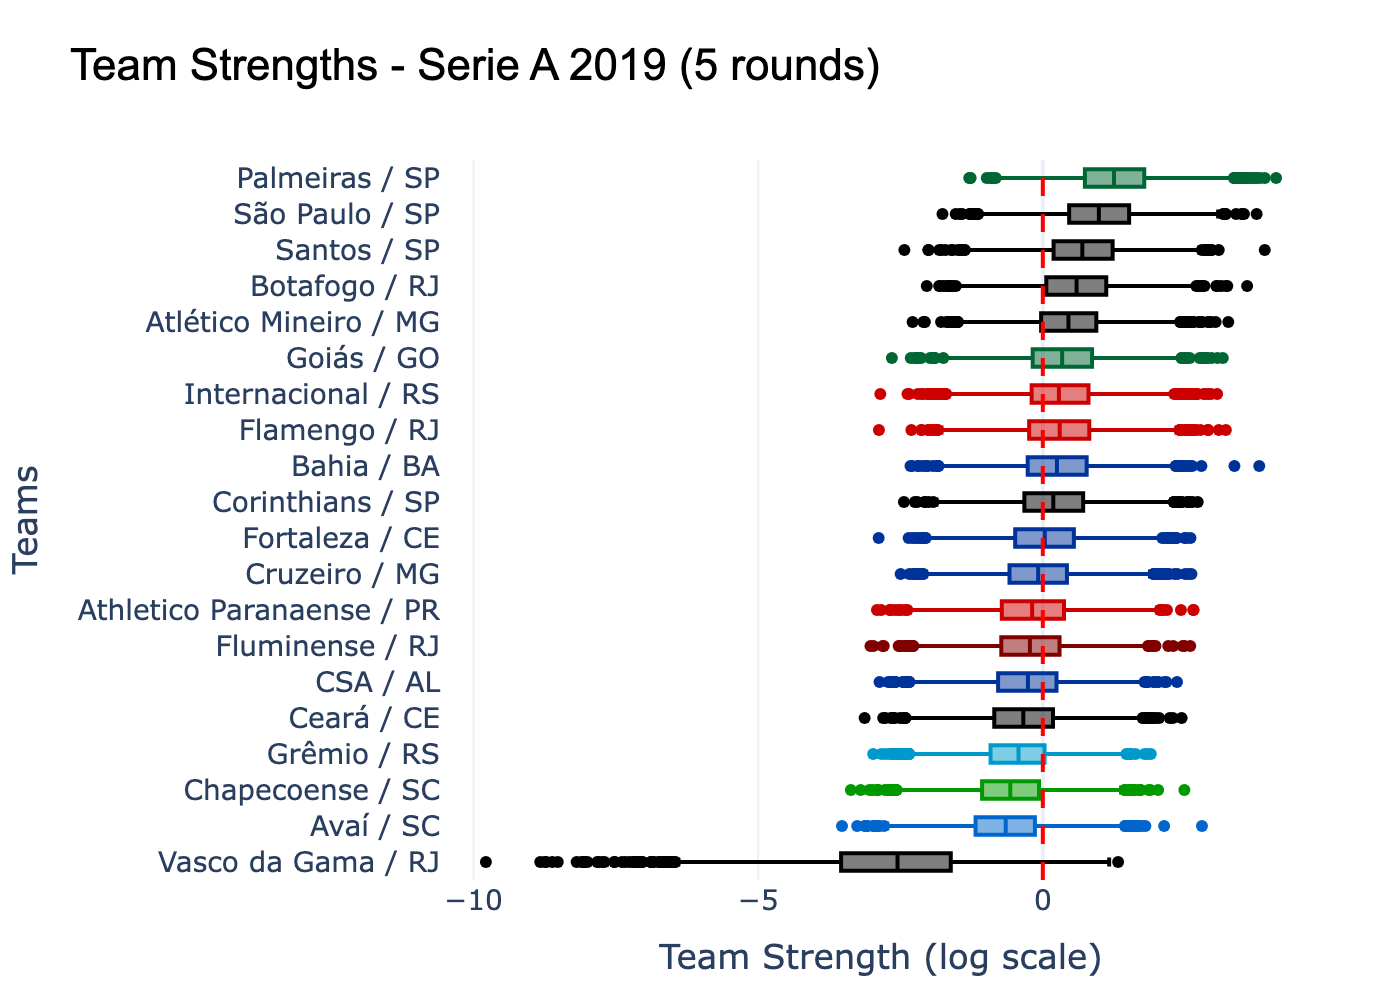 Team Strengths - Serie A 2019 (5 rounds)
Palmeiras / SP
São Paulo / SP
Santos / SP
Botafogo / RJ
Atlético Mineiro / MG
Goiás / GO
Internacional / RS
Flamengo / RJ
Bahia / BA
Corinthians / SP
Fortaleza / CE
Cruzeiro / MG
Athletico Paranaense / PR
Fluminense / RJ
CSA / AL
Ceará / CE
Grêmio / RS
Chapecoense / SC
Avaí / SC
Vasco da Gama / RJ
Teams
−10 −5 0
Team Strength (log scale)